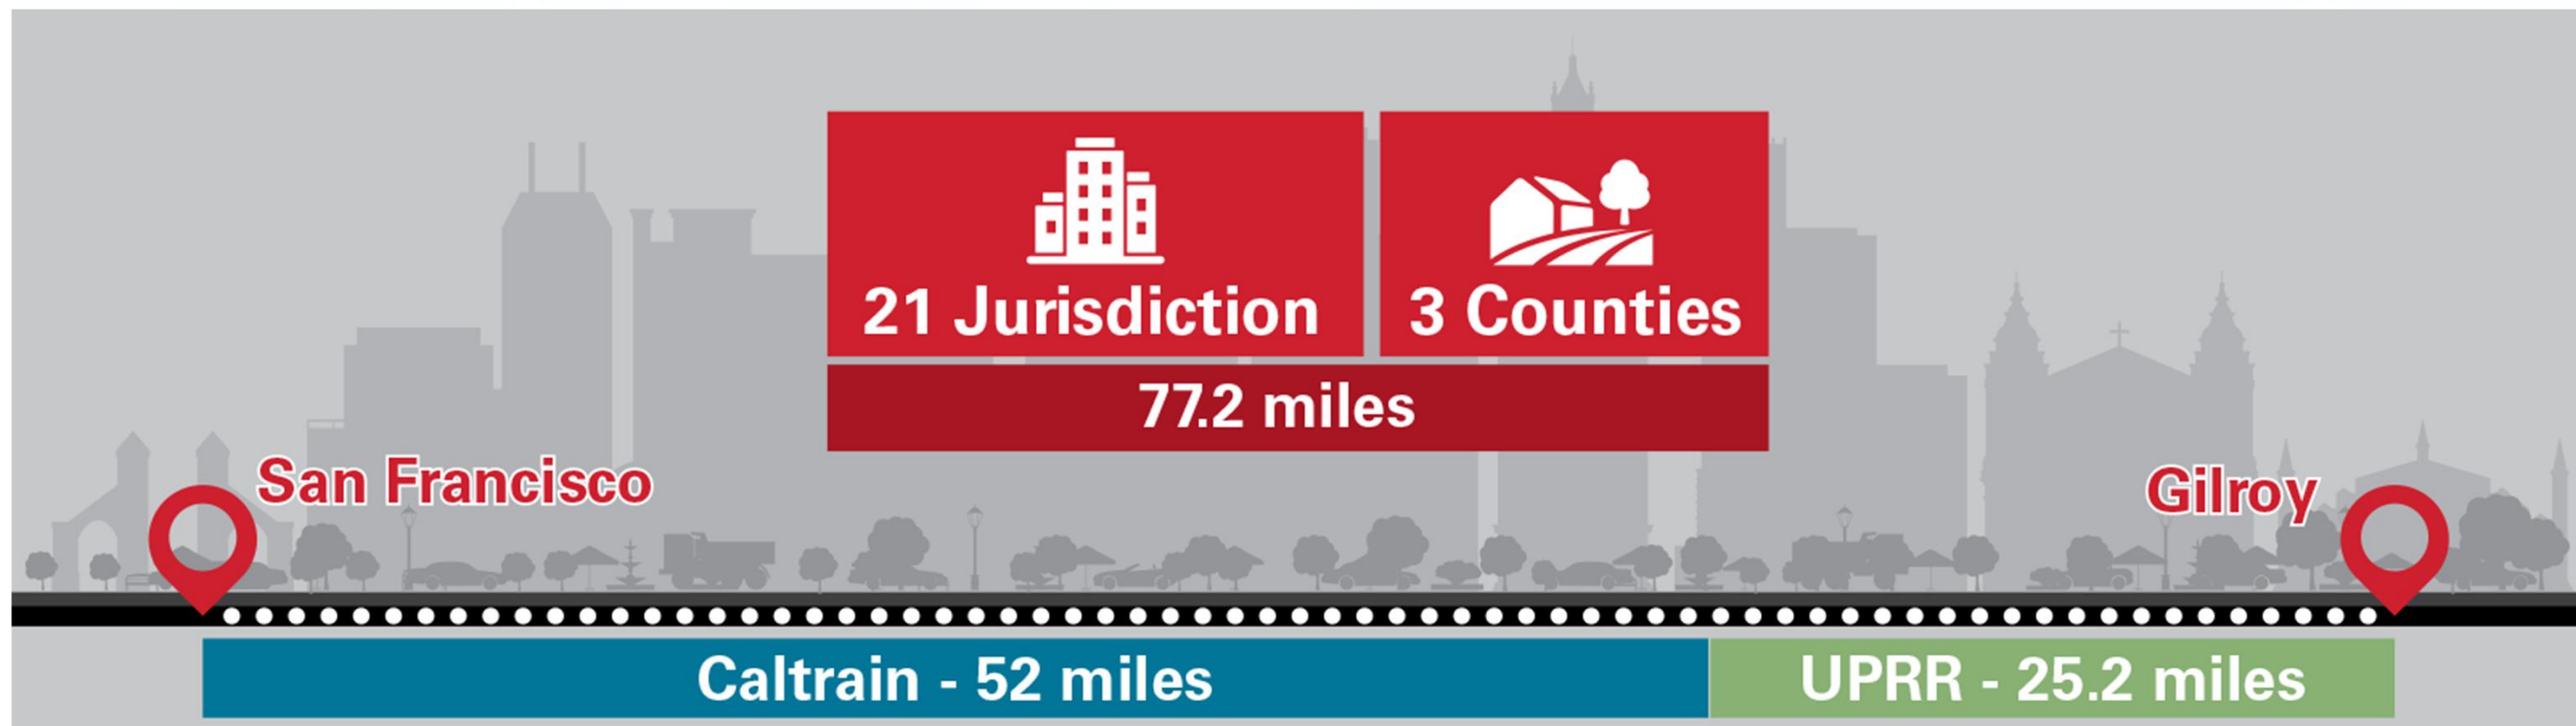 21 Jurisdiction
3 Counties
77.2 miles
San Francisco
Gilroy
Caltrain - 52 miles
UPRR - 25.2 miles